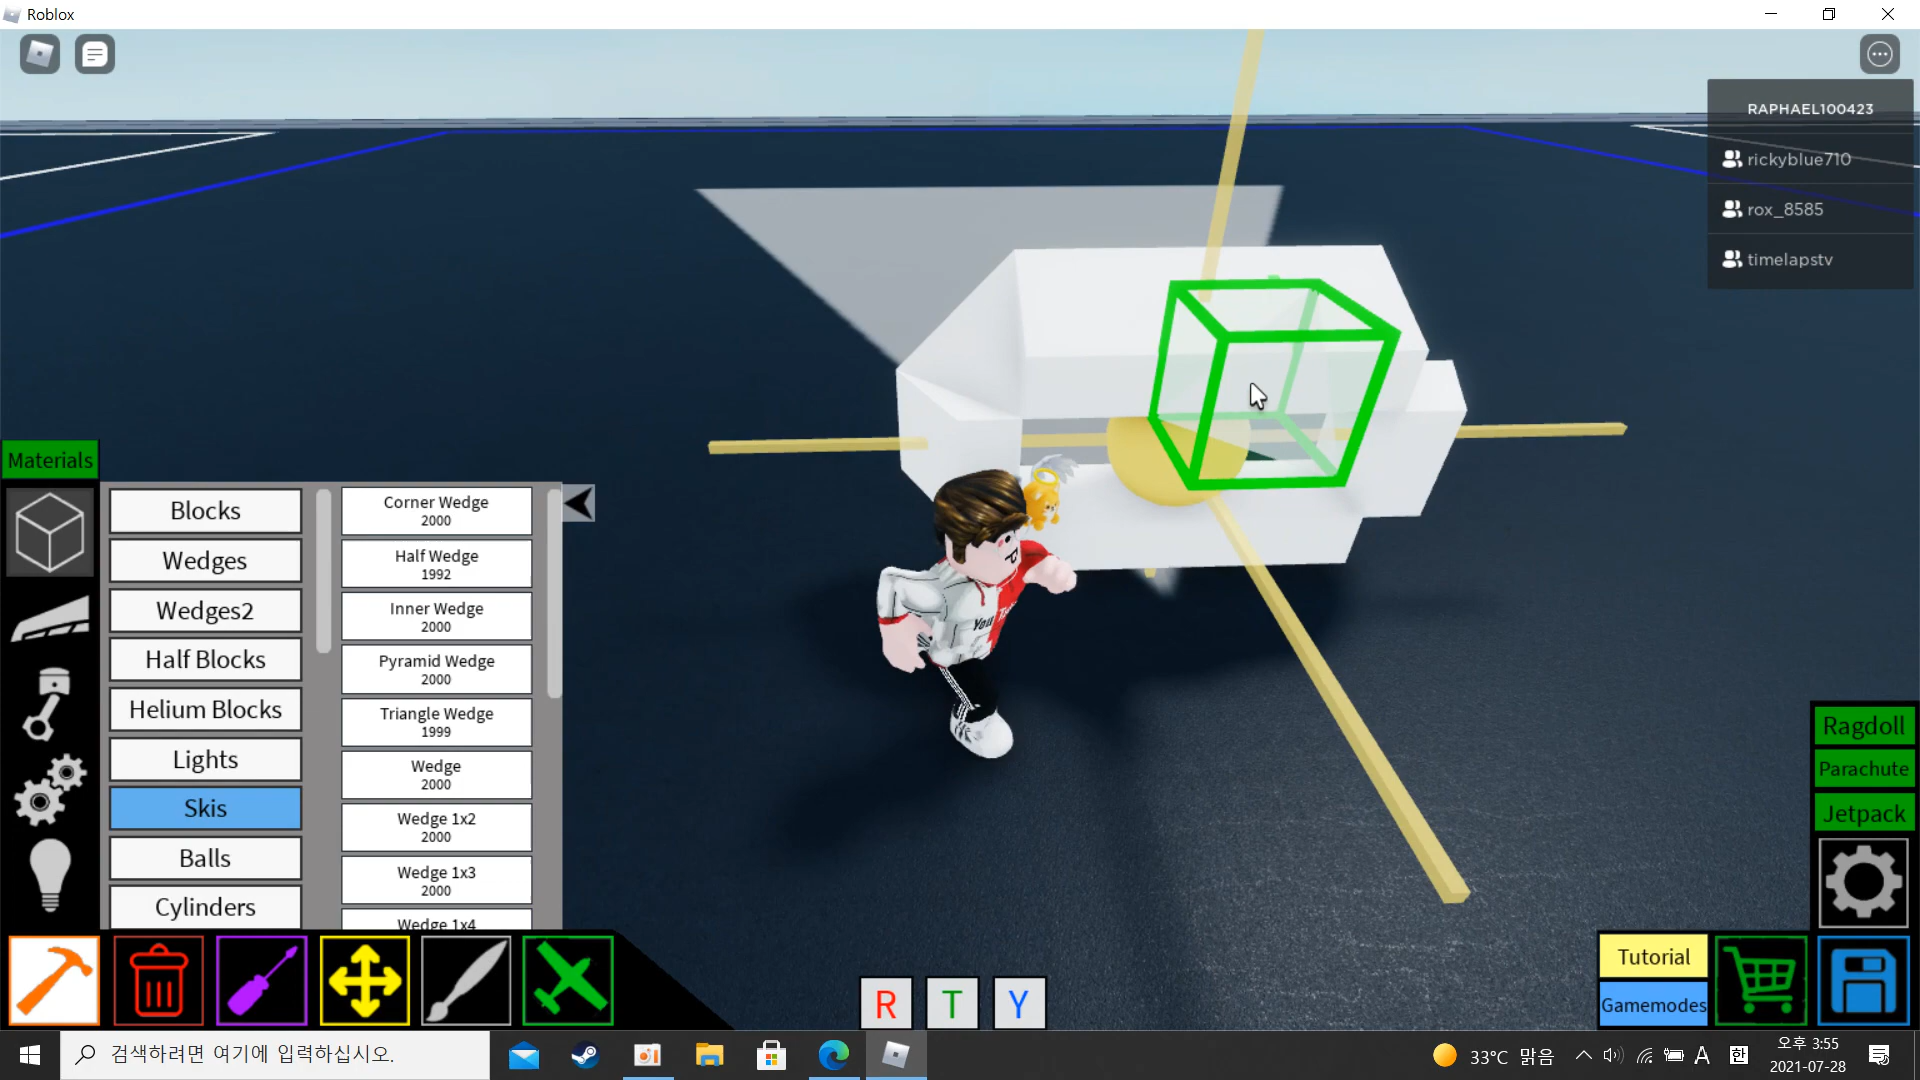 Roblox
RAPHAEL100423
rickyblue710
rox_8585
timelapstv
Materials
Blocks
Wedges
Wedges2
Half Blocks
Helium Blocks
Lights
Skis
Balls
Cylinders
Corner Wedge
2000
Half Wedge
1992
Inner Wedge
2000
Pyramid Wedge
2000
Triangle Wedge
1999
Wedge
2000
Wedge 1x2
2000
Wedge 1x3
2000
Wedge 1x4
You
Ragdoll
Parachute
Jetpack
Tutorial
Gamemodes
R
T
Y
검색하려면 여기에 입력하십시오.
33°C 맑음
A
한
오후 3:55
2021-07-28